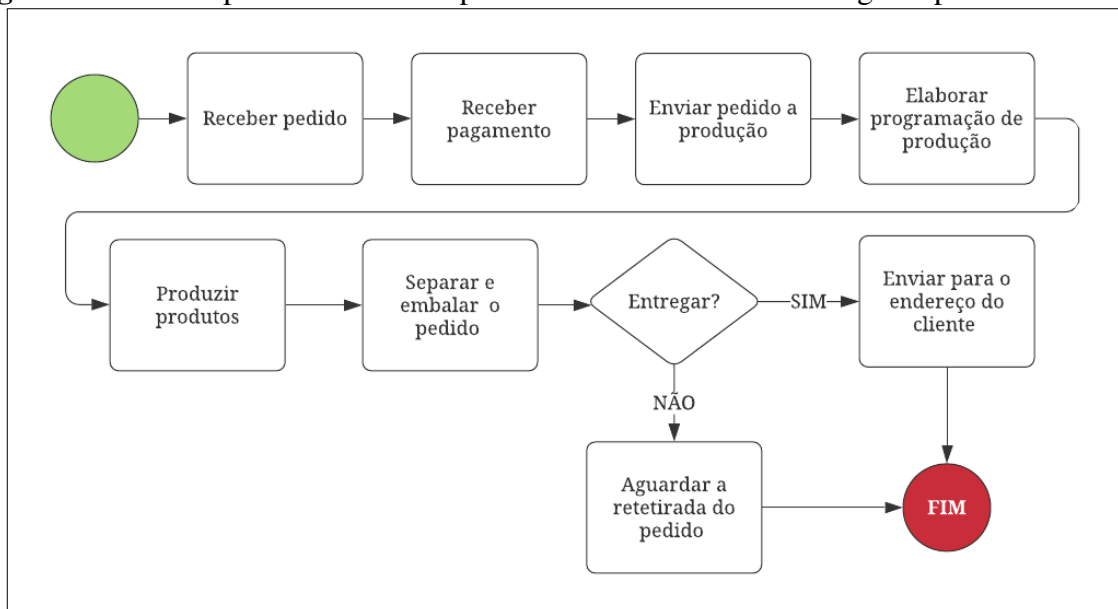 Receber pedido
Receber
pagamento
Enviar pedido a
produção
Elaborar
programação de
produção
Produzir
produtos
Separar e
embalar o
pedido
Entregar?
SIM
Enviar para o
endereço do
cliente
NÃO
Aguardar a
retetirada do
pedido
FIM